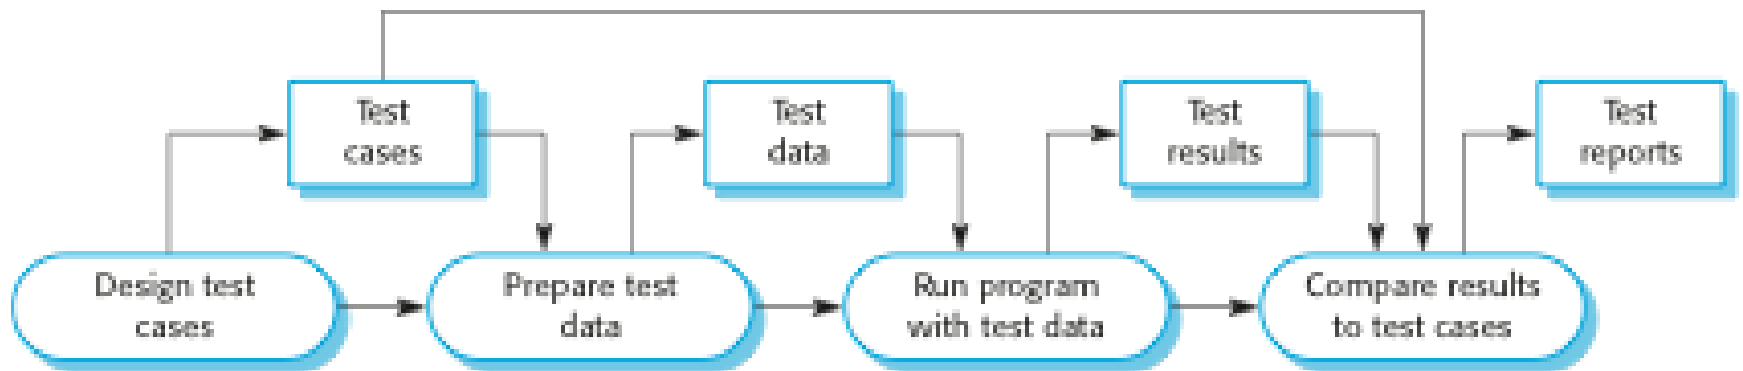 Test
cases
Test
data
Test
results
Test
reports
Design test
cases
Prepare test
data
Run program
with test data
Compare results
to test cases